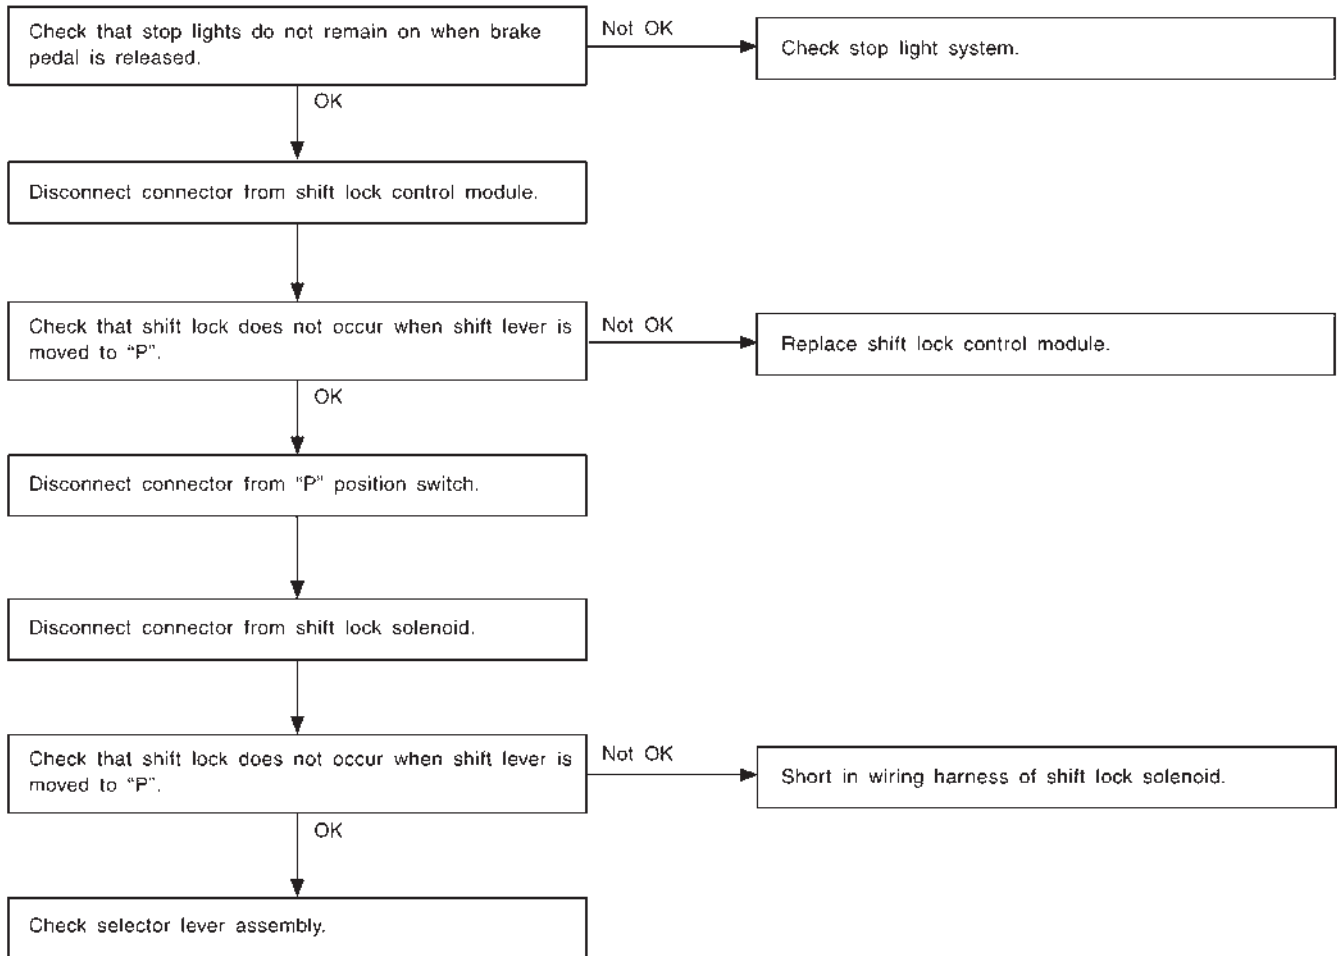 Check that stop lights do not remain on when brake
pedal is released.
Not OK
Check stop light system.
OK
Disconnect connector from shift lock control module.
Check that shift lock does not occur when shift lever is
moved to “P”.
Not OK
Replace shift lock control module.
OK
Disconnect connector from “P” position switch.
Disconnect connector from shift lock solenoid.
Check that shift lock does not occur when shift lever is
moved to “P”.
Not OK
Short in wiring harness of shift lock solenoid.
OK
Check selector lever assembly.